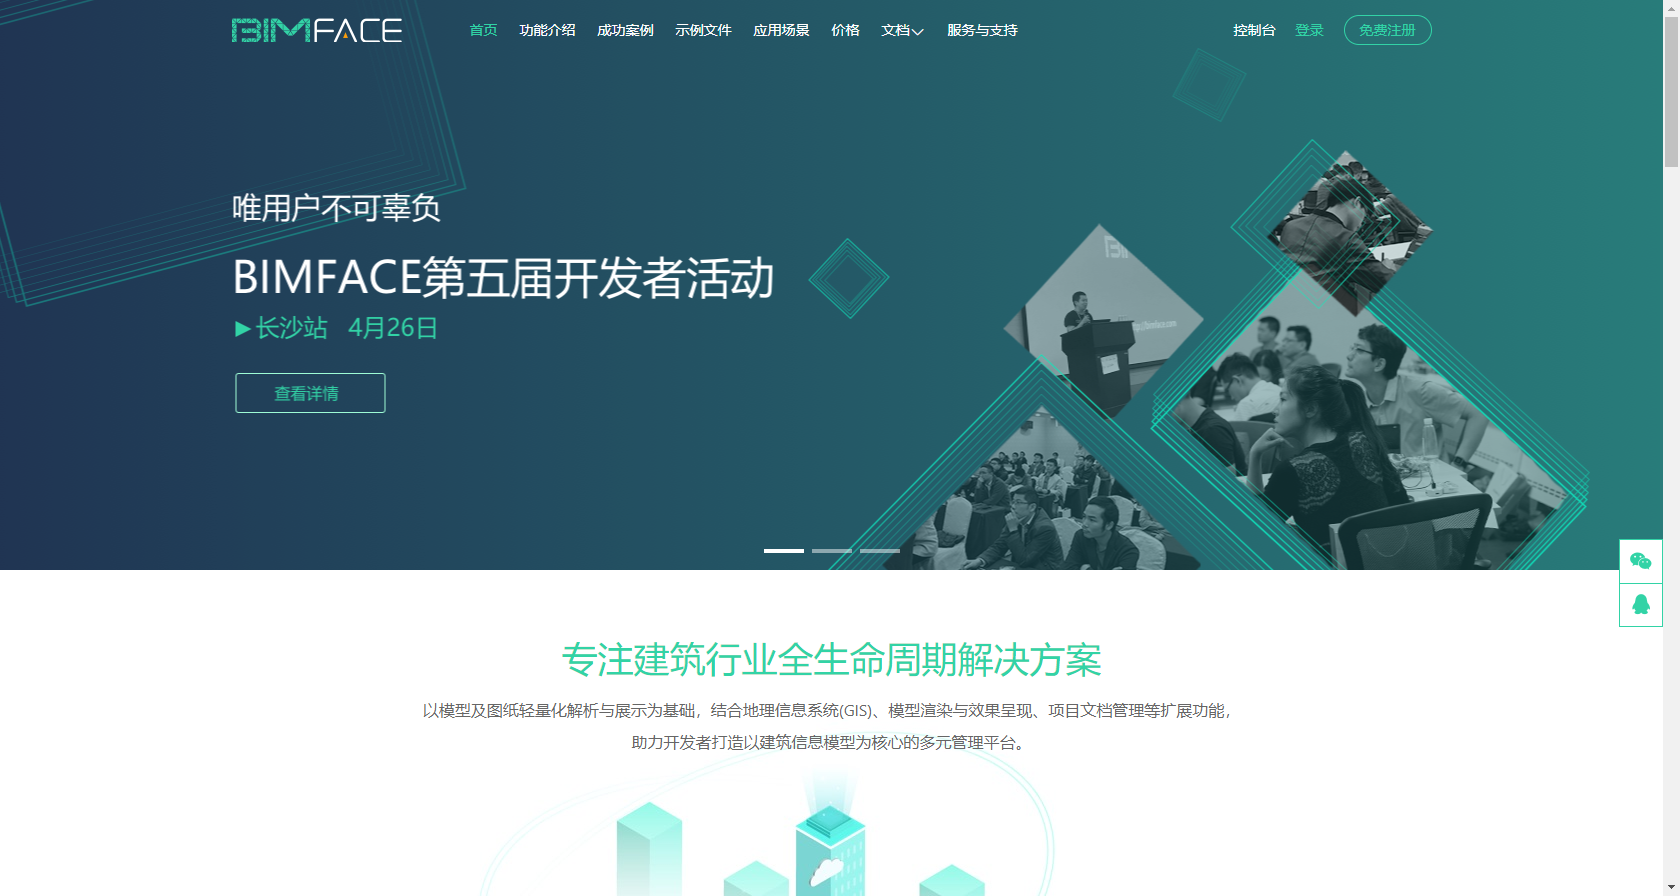 BIMFACE
首页 功能介绍 成功案例 示例文件 应用场景 价格 文档 服务与支持 控制台 登录 免费注册
唯用户不可辜负
BIMFACE第五届开发者活动
►长沙站 4月26日
查看详情
专注建筑行业全生命周期解决方案
以模型及图纸轻量化解析与展示为基础，结合地理信息系统(GIS)、模型渲染与效果呈现、项目文档管理等扩展功能，
助力开发者打造以建筑信息模型为核心的多元管理平台。